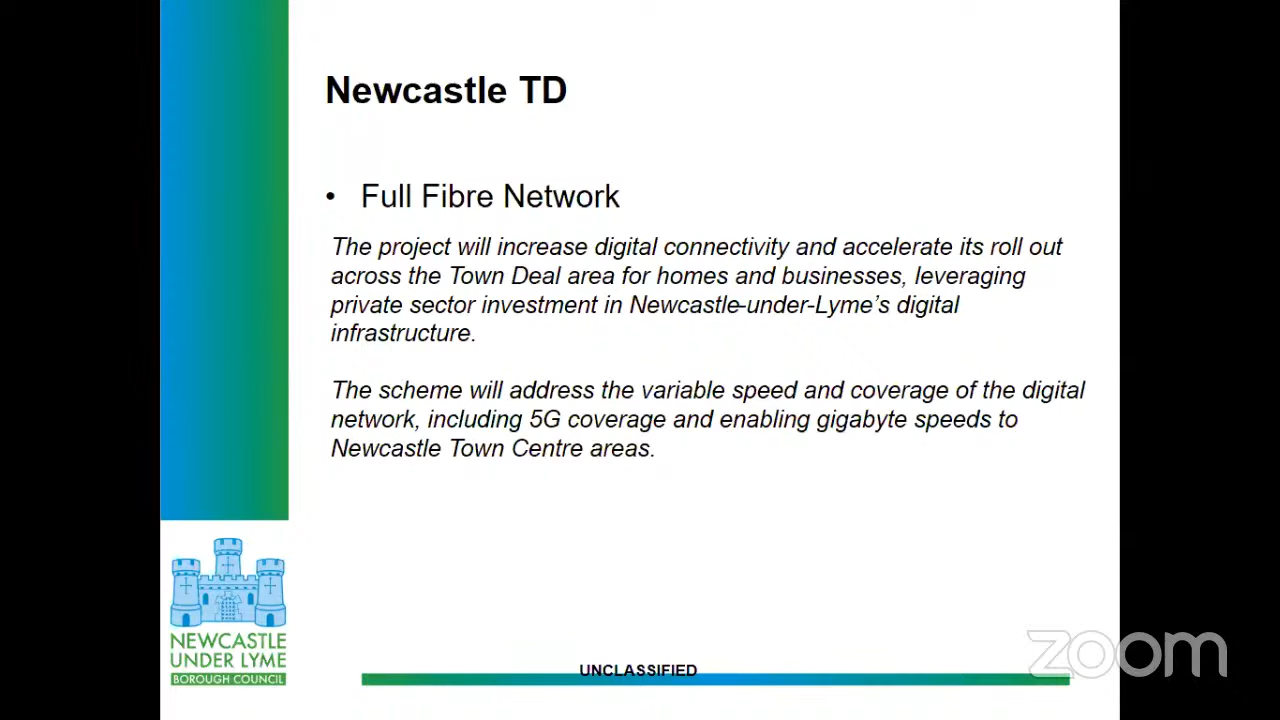 Newcastle TD
• Full Fibre Network
The project will increase digital connectivity and accelerate its roll out
across the Town Deal area for homes and businesses, leveraging
private sector investment in Newcastle-under-Lyme’s digital
infrastructure.
The scheme will address the variable speed and coverage of the digital
network, including 5G coverage and enabling gigabyte speeds to
Newcastle Town Centre areas.
NEWCASTLE
UNDER LYME
BOROUGH COUNCIL
UNCLASSIFIED
zoom